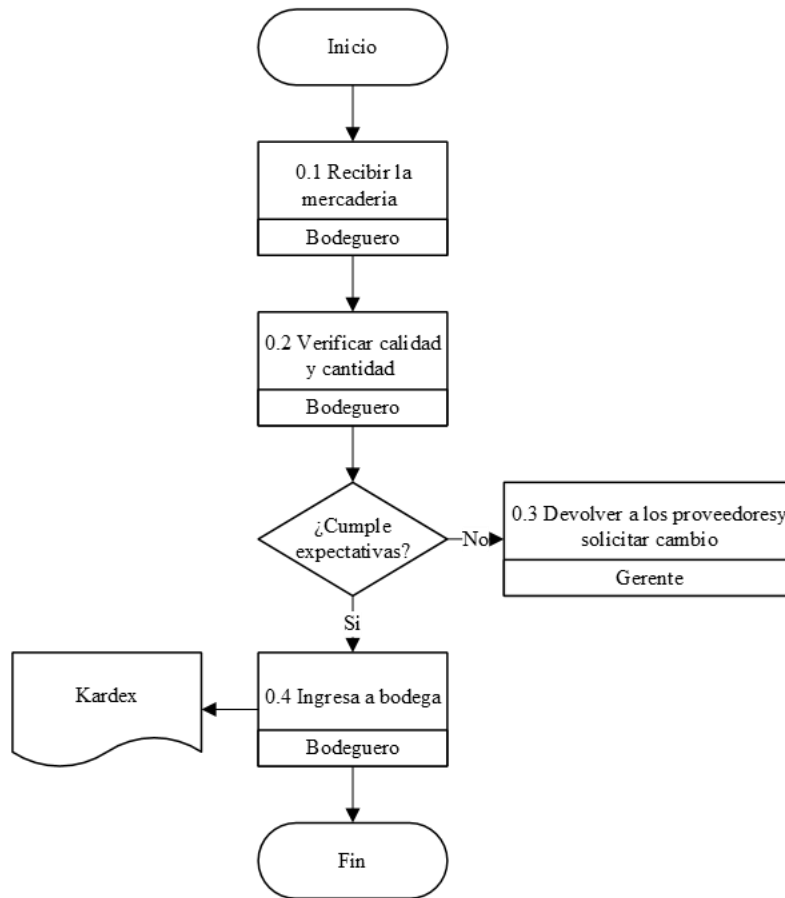 Inicio
0.1 Recibir la
mercaderia
Bodeguero
0.2 Verificar calidad
y cantidad
Bodeguero
¿Cumple
expectativas?
No
0.3 Devolver a los proveedoresy
solicitar cambio
Gerente
Si
Kardex
0.4 Ingresa a bodega
Bodeguero
Fin